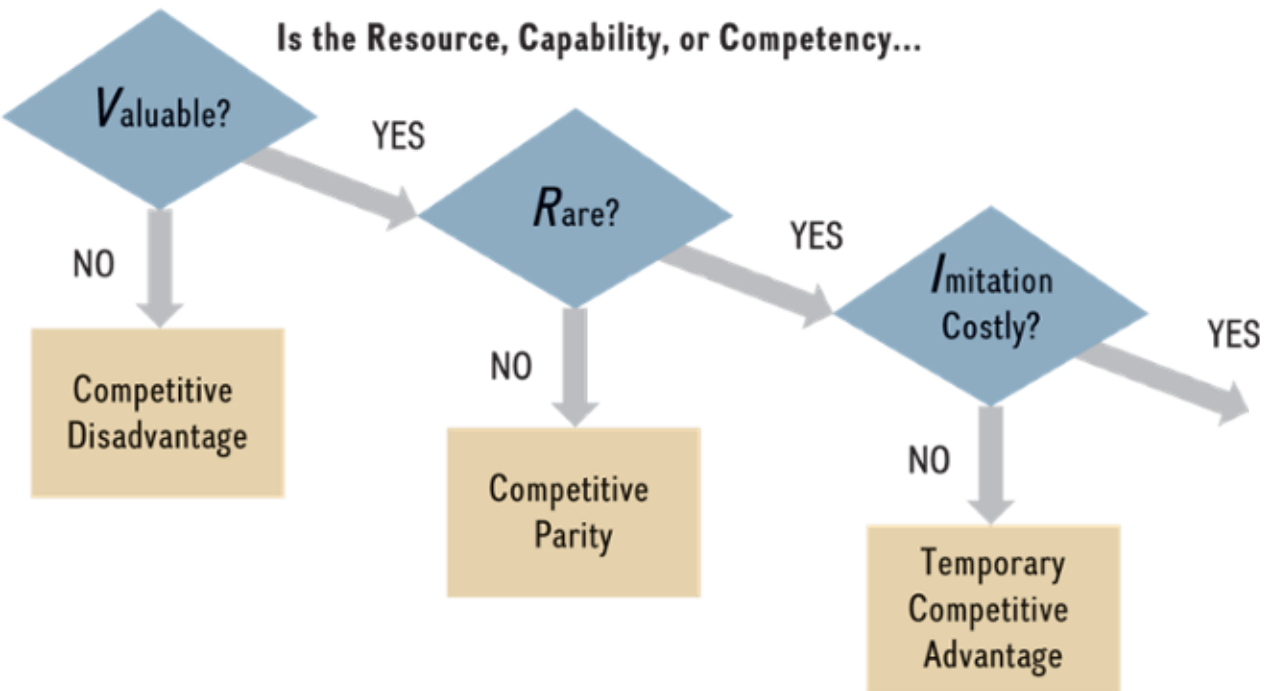 Is the Resource, Capability, or Competency...
Valuable?
YES
NO
Competitive
Disadvantage
Rare?
YES
NO
Competitive
Parity
Imitation
Costly?
YES
NO
Temporary
Competitive
Advantage